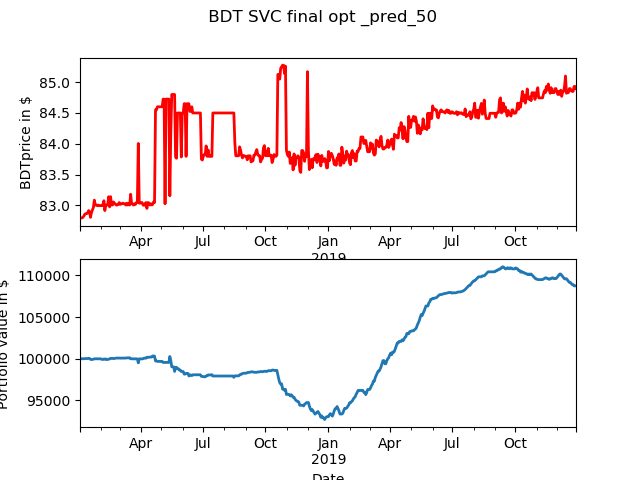 BDT SVC final opt _pred_50
BDTprice in $
85.0
84.5
84.0
83.5
83.0
Apr Jul Oct Jan Apr Jul Oct
2019
Portfolio value in $
110000
105000
100000
95000
Apr Jul Oct Jan Apr Jul Oct
2019
Date